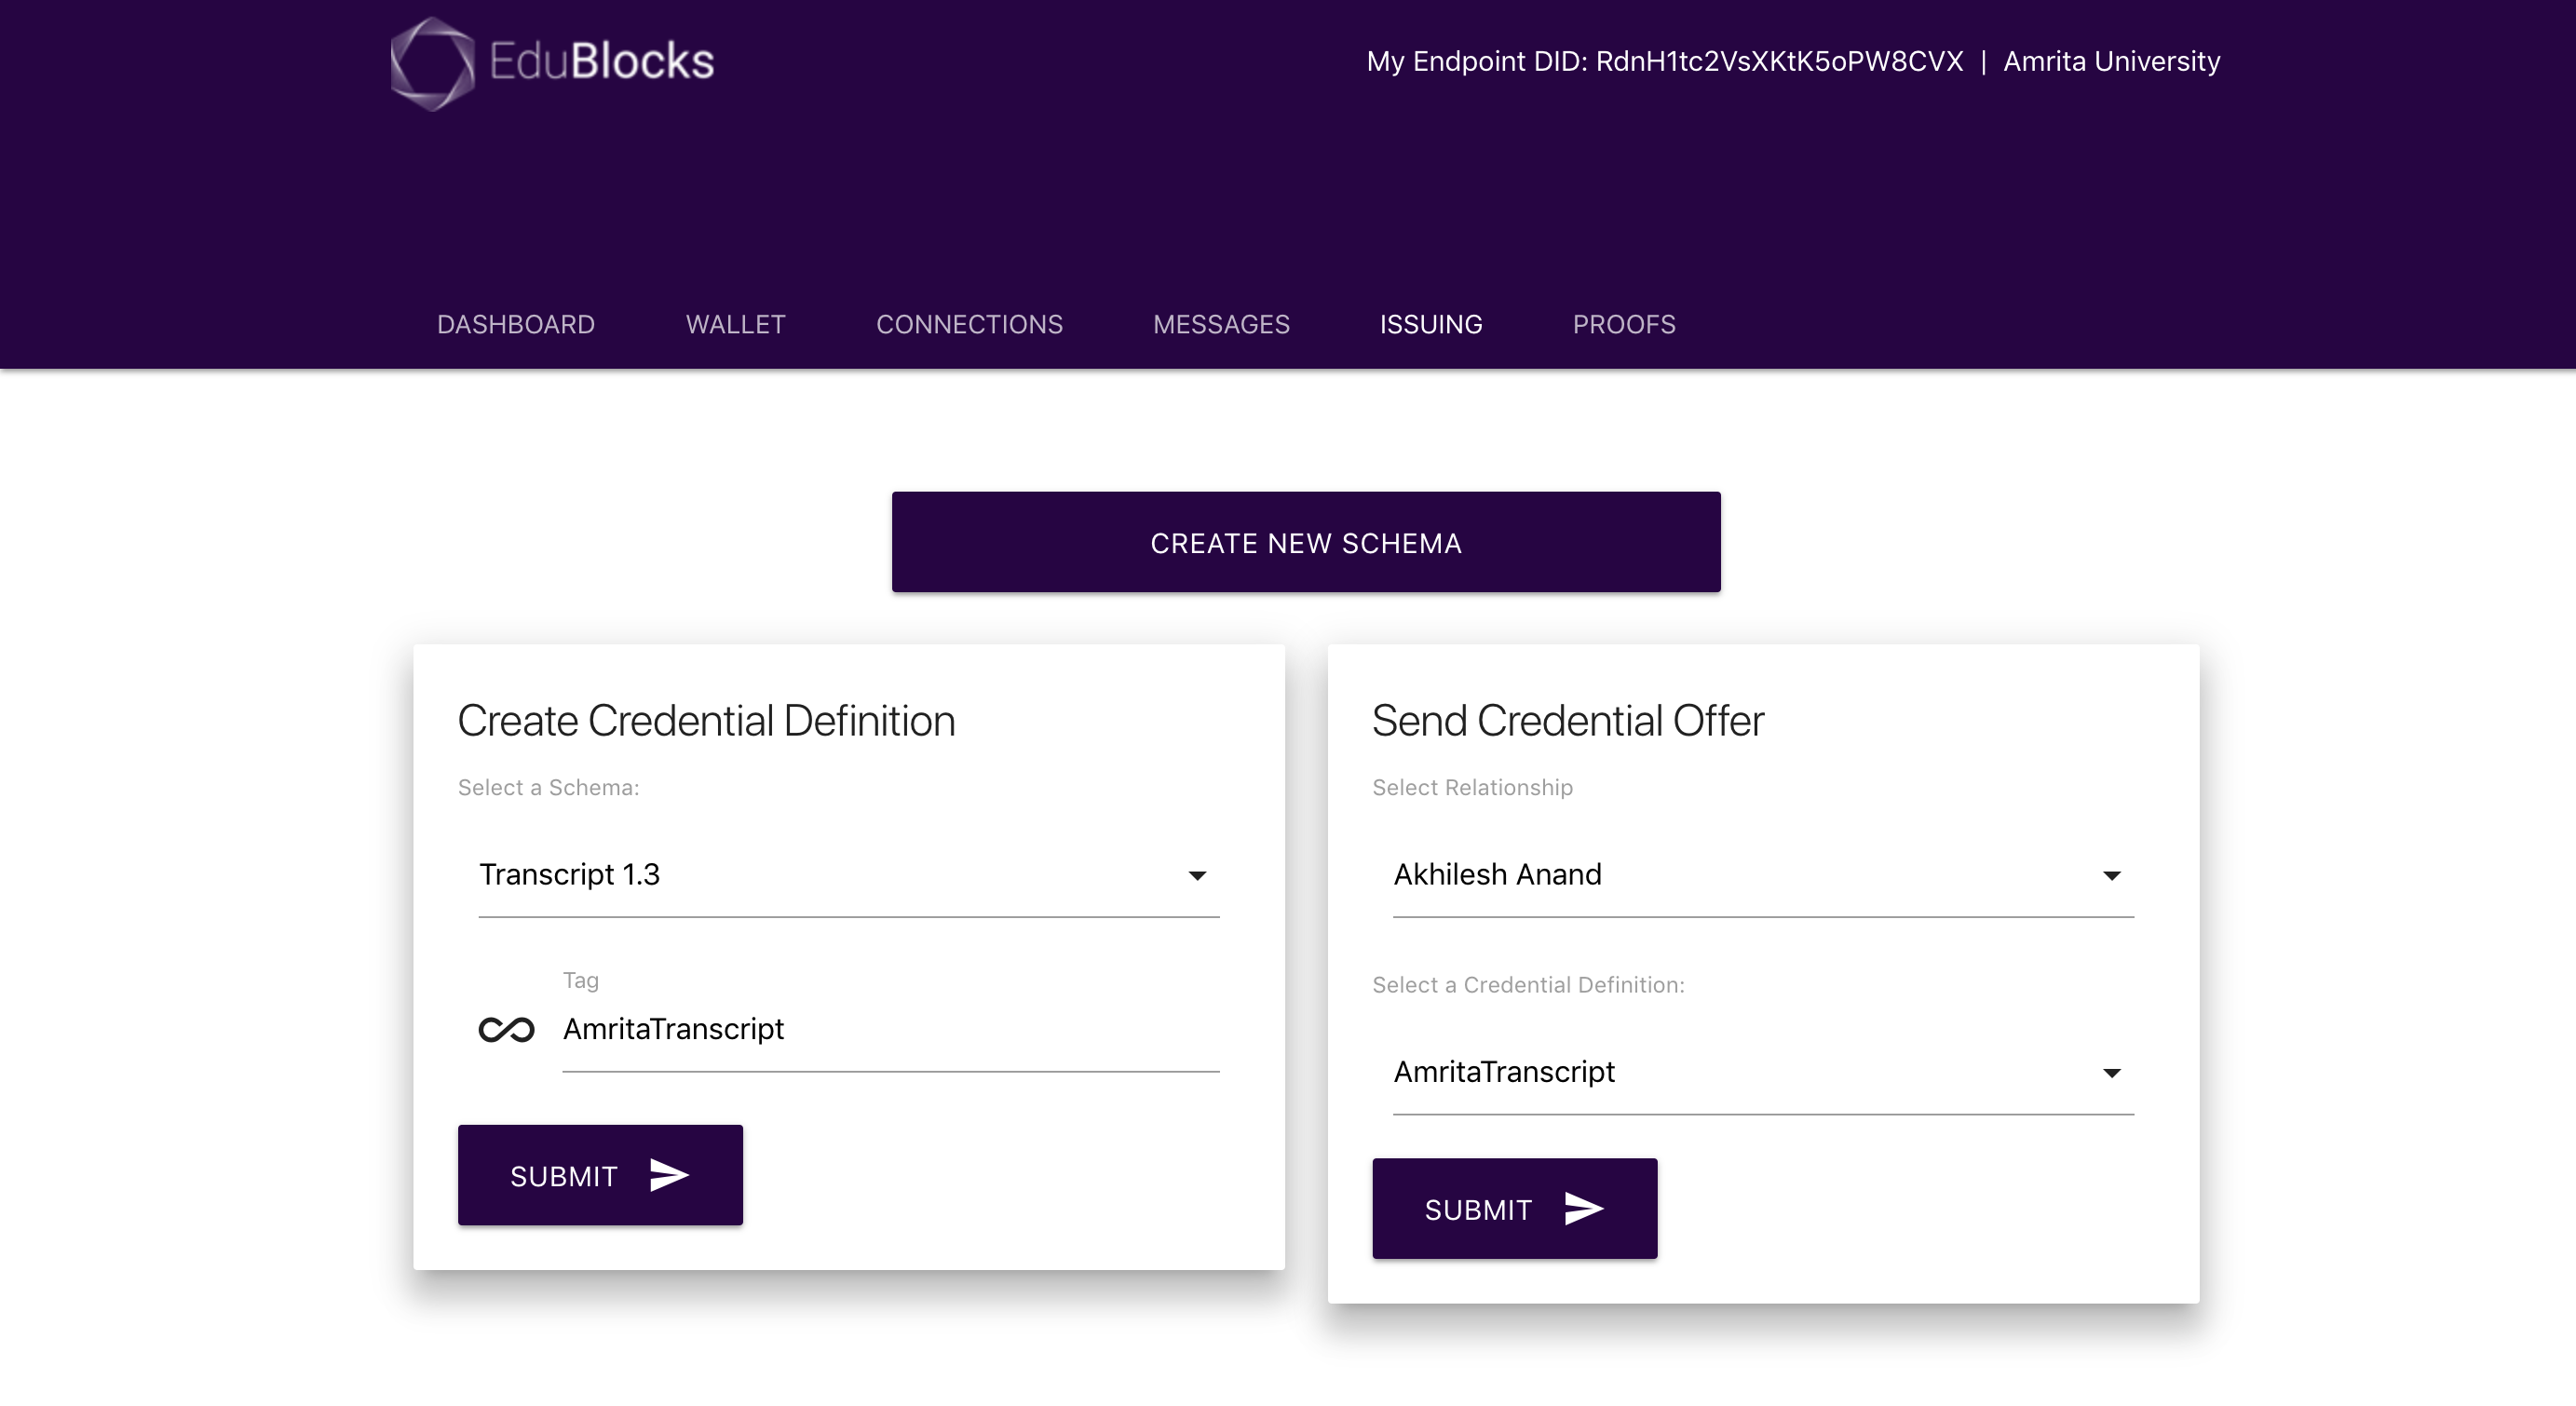 EduBlocks
My Endpoint DID: RdnH1tc2VsXKtK5oPW8CVX | Amrita University
DASHBOARD WALLET CONNECTIONS MESSAGES ISSUING PROOFS
CREATE NEW SCHEMA
Create Credential Definition
Select a Schema:
Transcript 1.3
Tag
AmritaTranscript
SUBMIT
Send Credential Offer
Select Relationship
Akhilesh Anand
Select a Credential Definition:
AmritaTranscript
SUBMIT